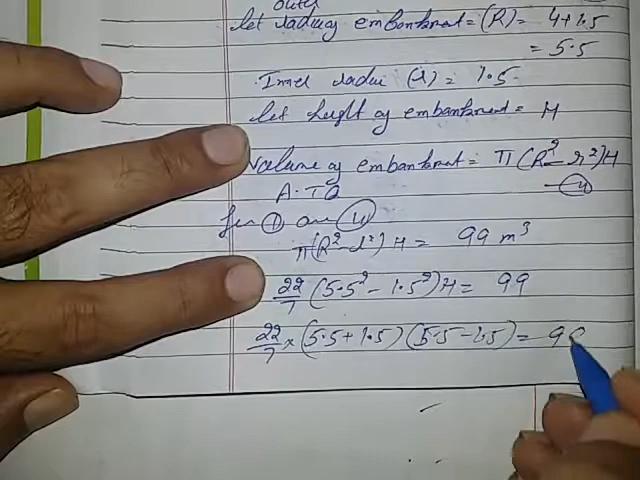 outer
let radius embankment = (R) = 4+1.5
= 5.5
Inner radius (r) = 1.5
let height of embankment = H
Volume of embankment = π(R²-r²)H
A.T.Q
from ① and ⑪
π(R²-r²)H = 99 m³
22/7 (5.5² - 1.5²)H = 99
22/7 × (5.5+1.5)(5.5-1.5) = 99